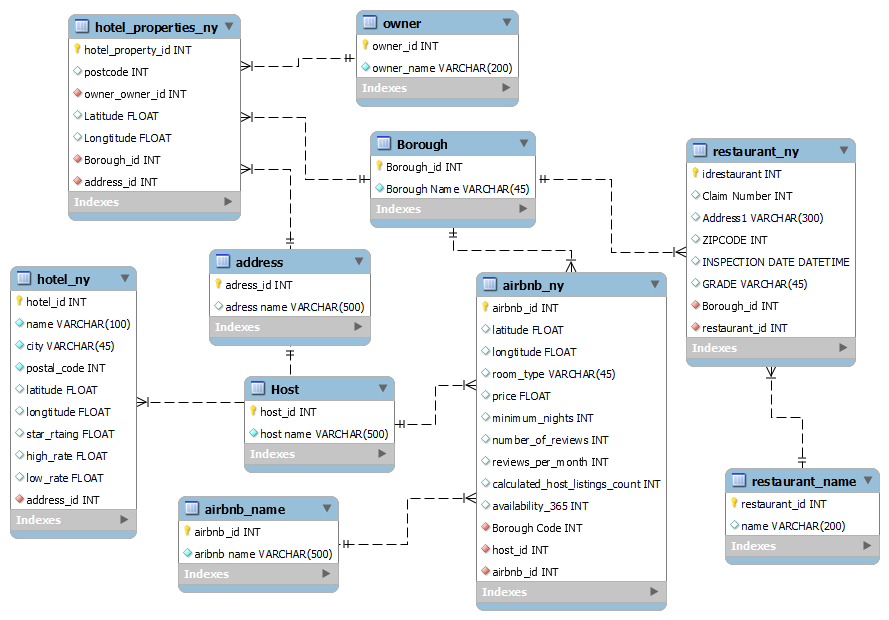 hotel_properties_ny
hotel_property_id INT
postcode INT
owner_owner_id INT
Latitude FLOAT
Longtitude FLOAT
Borough_id INT
address_id INT
Indexes
owner
owner_id INT
owner_name VARCHAR(200)
Indexes
Borough
Borough_id INT
Borough Name VARCHAR(45)
Indexes
restaurant_ny
idrestaurant INT
Claim Number INT
Address1 VARCHAR(300)
ZIPCODE INT
INSPECTION DATE DATETIME
GRADE VARCHAR(45)
Borough_id INT
restaurant_id INT
Indexes
address
adress_id INT
adress name VARCHAR(500)
Indexes
hotel_ny
hotel_id INT
name VARCHAR(100)
city VARCHAR(45)
postal_code INT
latitude FLOAT
longtitude FLOAT
star_rtaing FLOAT
high_rate FLOAT
low_rate FLOAT
address_id INT
Indexes
airbnb_ny
airbnb_id INT
latitude FLOAT
longtitude FLOAT
room_type VARCHAR(45)
price FLOAT
minimum_nights INT
number_of_reviews INT
reviews_per_month INT
calculated_host_listings_count INT
availability_365 INT
Borough Code INT
host_id INT
airbnb_id INT
Indexes
Host
host_id INT
host name VARCHAR(500)
Indexes
airbnb_name
airbnb_id INT
aribnb name VARCHAR(500)
Indexes
restaurant_name
restaurant_id INT
name VARCHAR(200)
Indexes